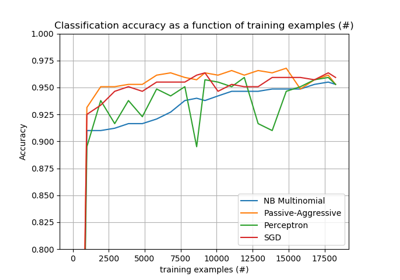 Classification accuracy as a function of training examples (#)
1.000
0.975
0.950
0.925
0.900
0.875
0.850
0.825
0.800
Accuracy
NB Multinomial
Passive-Aggressive
Perceptron
SGD
0 2500 5000 7500 10000 12500 15000 17500
training examples (#)